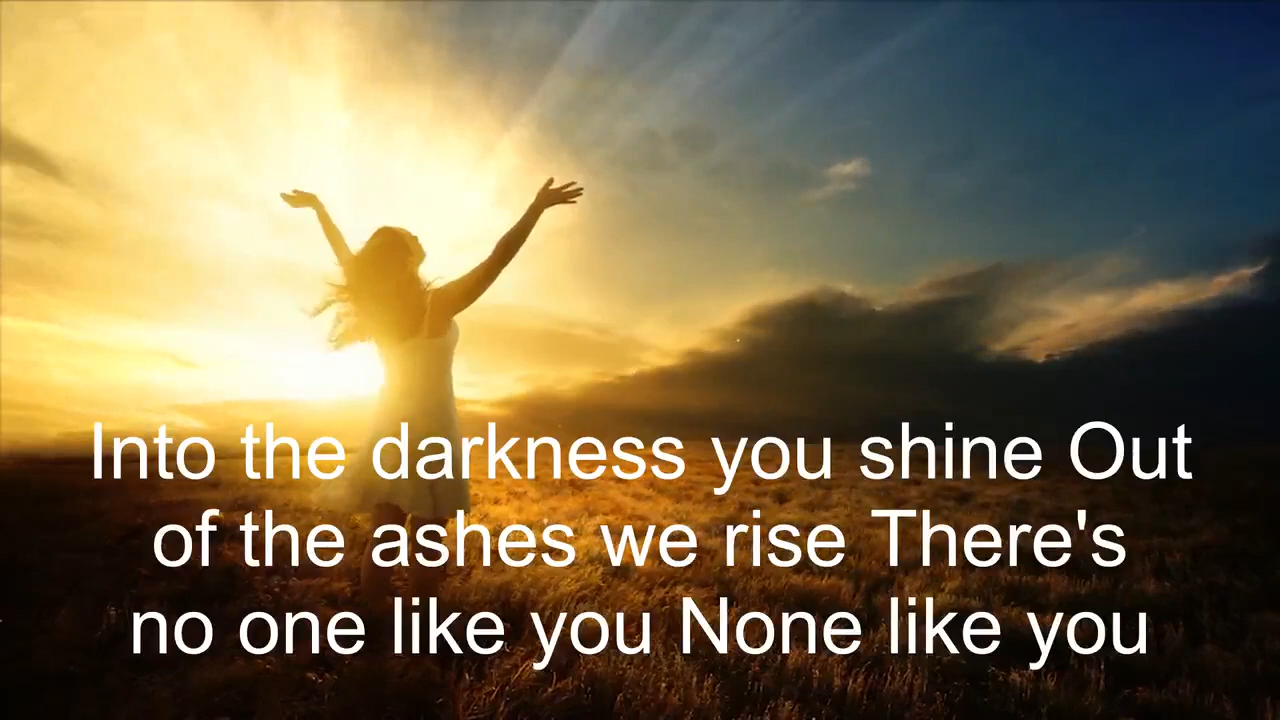 Into the darkness you shine Out
of the ashes we rise There's
no one like you None like you